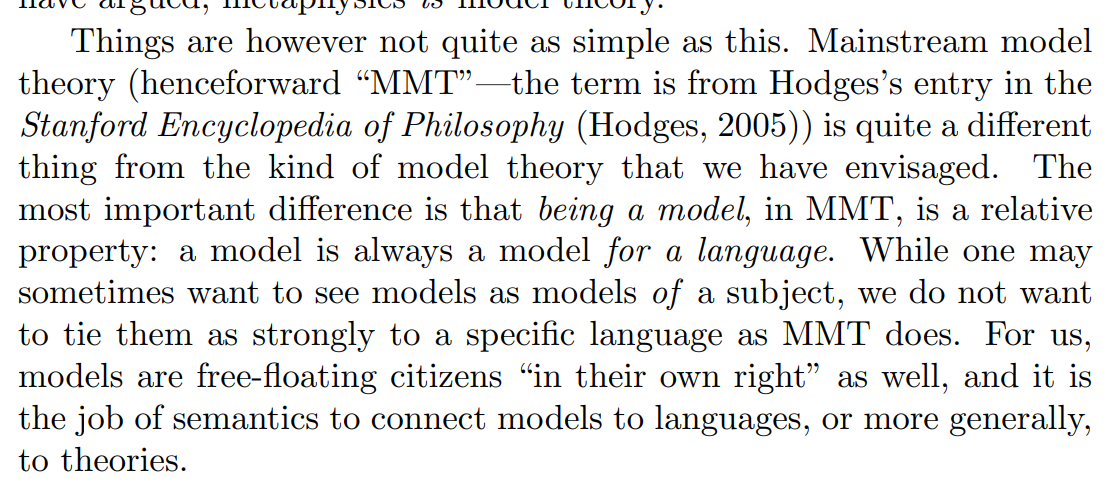 have argued, metaphysics is model theory.
Things are however not quite as simple as this. Mainstream model
theory (henceforward “MMT”—the term is from Hodges’s entry in the
Stanford Encyclopedia of Philosophy (Hodges, 2005)) is quite a different
thing from the kind of model theory that we have envisaged. The
most important difference is that being a model, in MMT, is a relative
property: a model is always a model for a language. While one may
sometimes want to see models as models of a subject, we do not want
to tie them as strongly to a specific language as MMT does. For us,
models are free-floating citizens “in their own right” as well, and it is
the job of semantics to connect models to languages, or more generally,
to theories.